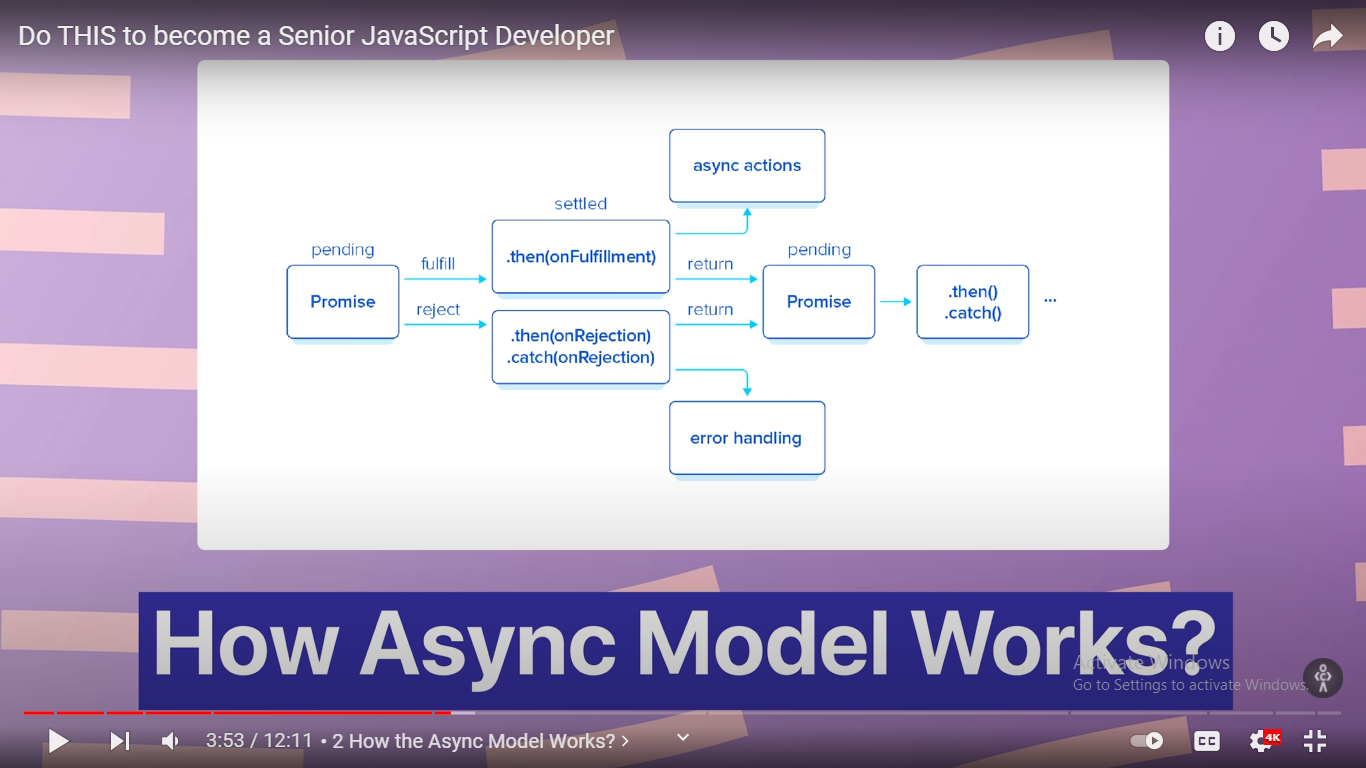 Do THIS to become a Senior JavaScript Developer
async actions
settled
.then(onFulfillment)
pending
Promise
fulfill
reject
return
return
.then(onRejection)
.catch(onRejection)
pending
Promise
.then()
.catch()
...
error handling
How Async Model Works?
Activate Windows
Go to Settings to activate Windows.
3:53 / 12:11 • 2 How the Async Model Works? >
CC
4K